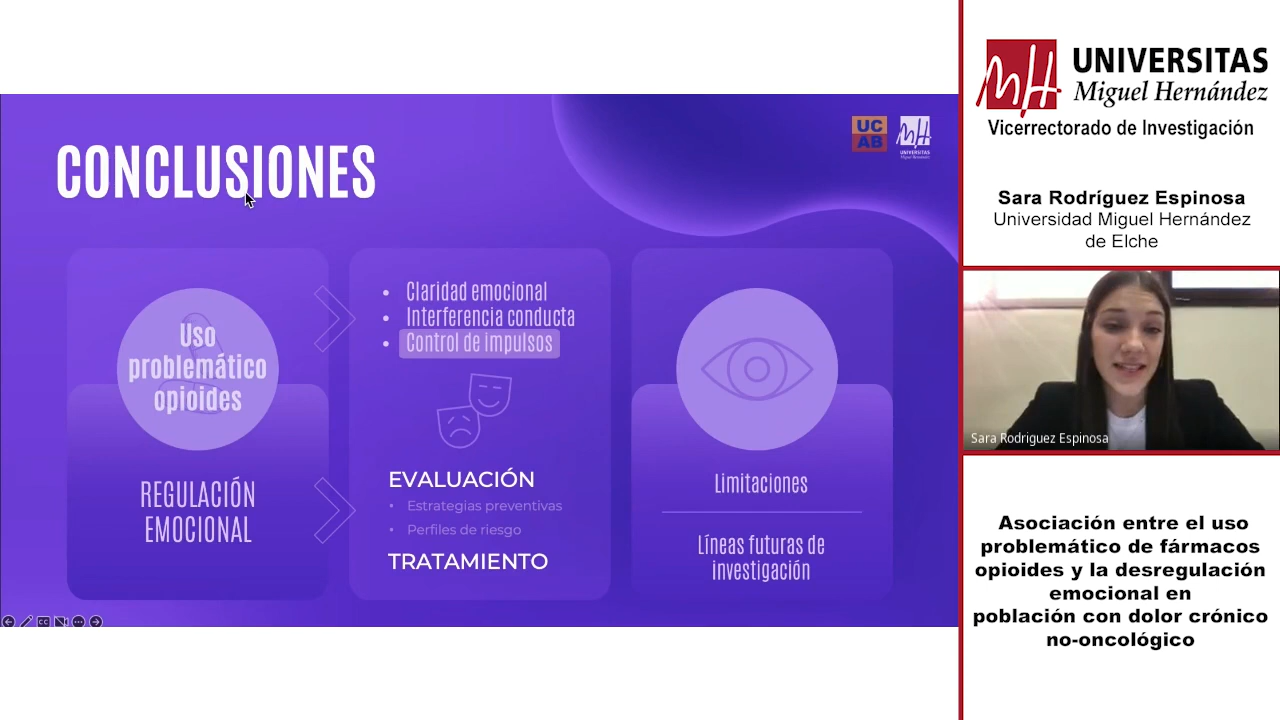 CONCLUSIONES
UC
AB
UNIVERSITAS
Miguel Hernández
Uso
problemático
opioides
REGULACIÓN
EMOCIONAL
• Claridad emocional
• Interferencia conducta
• Control de impulsos
EVALUACIÓN
• Estrategias preventivas
• Perfiles de riesgo
TRATAMIENTO
Limitaciones
Líneas futuras de
investigación
UNIVERSITAS
Miguel Hernández
Vicerrectorado de Investigación
Sara Rodríguez Espinosa
Universidad Miguel Hernández
de Elche
Sara Rodriguez Espinosa
Asociación entre el uso
problemático de fármacos
opioides y la desregulación
emocional en
población con dolor crónico
no-oncológico